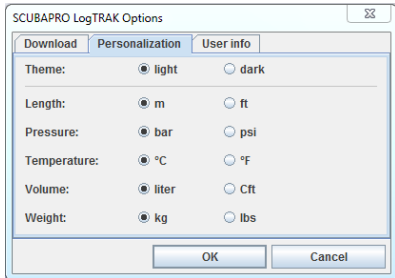 SCUBAPRO LogTRAK Options
Download Personalization User info
Theme: light dark
Length: m ft
Pressure: bar psi
Temperature: °C °F
Volume: liter Cft
Weight: kg lbs
OK Cancel